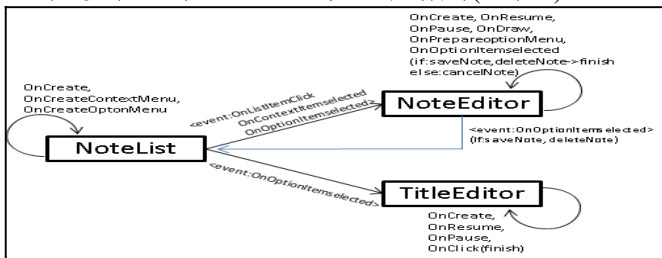 OnCreate, OnResume,
OnPause, OnDraw,
OnPrepareoptionMenu,
OnOptionItemselected
(if:saveNote,deleteNote->finish
else:cancelNote)
OnCreate,
OnCreateContextMenu,
OnCreateOptonMenu
<event:OnListItemClick
OnContextItemselected
OnOptionItemselected>
NoteEditor
<event:OnOptionItemselected>
(If:saveNote, deleteNote)
NoteList
<event:OnOptionItemselected>
TitleEditor
OnCreate,
OnResume,
OnPause,
OnClick(finish)